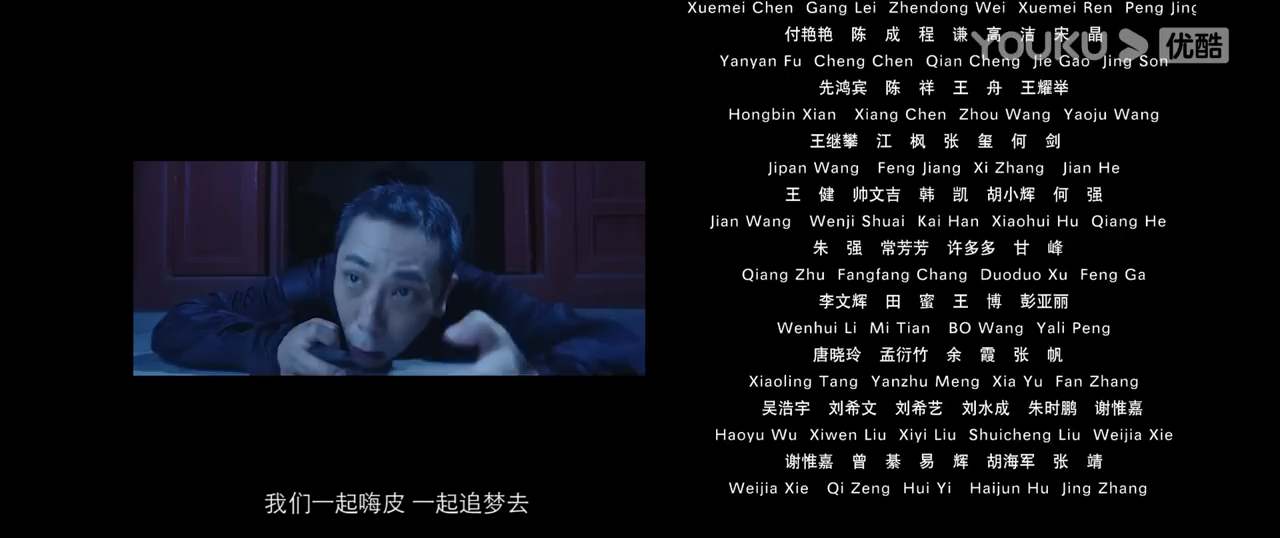 Xuemei Chen Gang Lei Zhendong Wei Xuemei Ren Peng Jing
付艳艳 陈成 程谦 高洁 宋晶
YOUKU 优酷
Yanyan Fu Cheng Chen Qian Cheng Jie Gao Jing Son
先鸿宾 陈祥 王舟 王耀举
Hongbin Xian Xiang Chen Zhou Wang Yaoju Wang
王继攀 江枫 张玺 何剑
Jipan Wang Feng Jiang Xi Zhang Jian He
王健 帅文吉 韩凯 胡小辉 何强
Jian Wang Wenji Shuai Kai Han Xiaohui Hu Qiang He
朱强 常芳芳 许多多 甘峰
Qiang Zhu Fangfang Chang Duoduo Xu Feng Ga
李文辉 田蜜 王博 彭亚丽
Wenhui Li Mi Tian BO Wang Yali Peng
唐晓玲 孟衍竹 余霞 张帆
Xiaoling Tang Yanzhu Meng Xia Yu Fan Zhang
吴浩宇 刘希文 刘希艺 刘水成 朱时鹏 谢惟嘉
Haoyu Wu Xiwen Liu Xiyi Liu Shuicheng Liu Weijia Xie
谢惟嘉 曾綦 易辉 胡海军 张靖
Weijia Xie Qi Zeng Hui Yi Haijun Hu Jing Zhang
我们一起嗨皮 一起追梦去